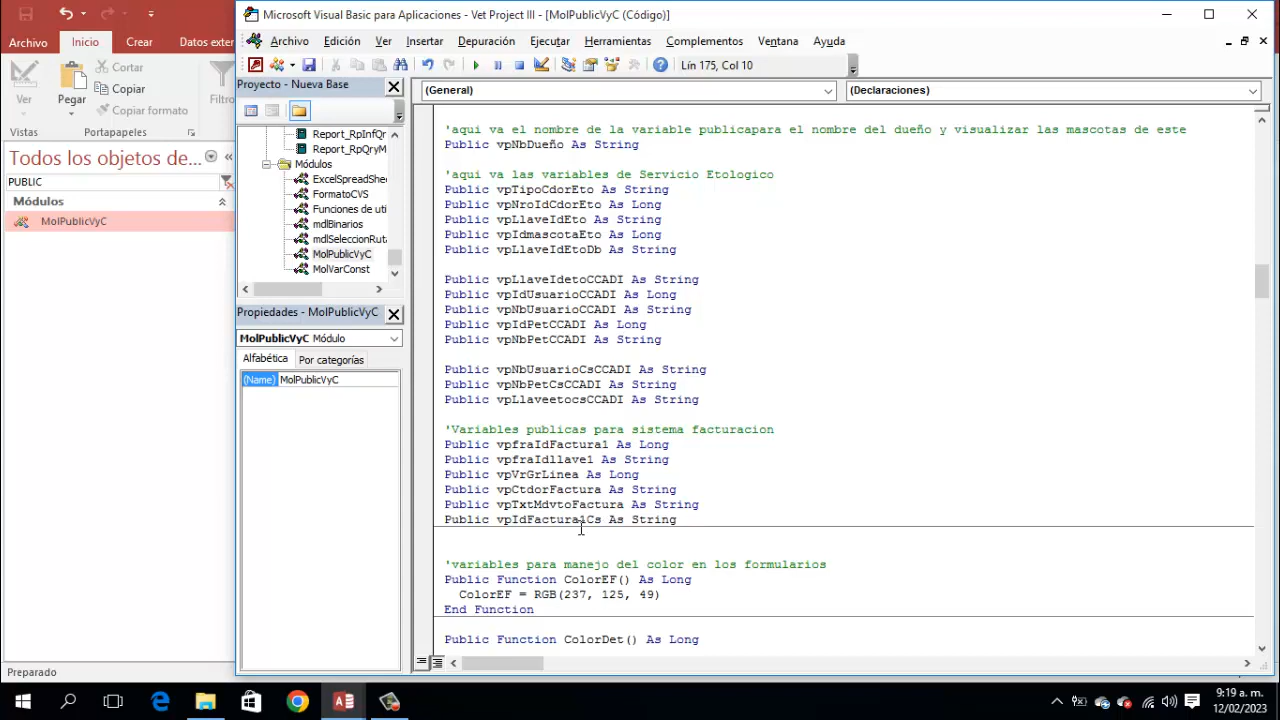 Microsoft Visual Basic para Aplicaciones - Vet Project III - [MolPublicVyC (Código)]
Archivo Edición Ver Insertar Depuración Ejecutar Herramientas Complementos Ventana Ayuda
Lín 175, Col 10
Archivo Inicio Crear Datos exter
Ver
Pegar
Cortar
Copiar
Copiar formato
Filtro
Vistas
Portapapeles
Todos los objetos de...
PUBLIC
Módulos
MolPublicVyC
Preparado
Proyecto - Nueva Base
Report_RpInfQr
Report_RpQryM
Módulos
ExcelSpreadShe
FormatoCVS
Funciones de uti
mdlBinarios
mdlSeleccionRuta
MolPublicVyC
MolVarConst
Propiedades - MolPublicVyC
MolPublicVyC Módulo
Alfabética Por categorías
(Name) MolPublicVyC
(General) (Declaraciones)
'aqui va el nombre de la variable publicapara el nombre del dueño y visualizar las mascotas de este
Public vpNbDueño As String
'aqui va las variables de Servicio Etologico
Public vpTipoCdorEto As String
Public vpNroIdCdorEto As Long
Public vpLlaveIdEto As String
Public vpIdmascotaEto As Long
Public vpLlaveIdEtoDb As String
Public vpLlaveIdetoCCADI As String
Public vpIdUsuarioCCADI As Long
Public vpNbUsuarioCCADI As String
Public vpIdPetCCADI As Long
Public vpNbPetCCADI As String
Public vpNbUsuarioCsCCADI As String
Public vpNbPetCsCCADI As String
Public vpLlaveetocsCCADI As String
'Variables publicas para sistema facturacion
Public vpfraIdFactura1 As Long
Public vpfraIdllave1 As String
Public vpVrGrLinea As Long
Public vpCtdorFactura As String
Public vpTxtMdvtoFactura As String
Public vpIdFactura1Cs As String
'variables para manejo del color en los formularios
Public Function ColorEF() As Long
ColorEF = RGB(237, 125, 49)
End Function
Public Function ColorDet() As Long
9:19 a. m.
12/02/2023